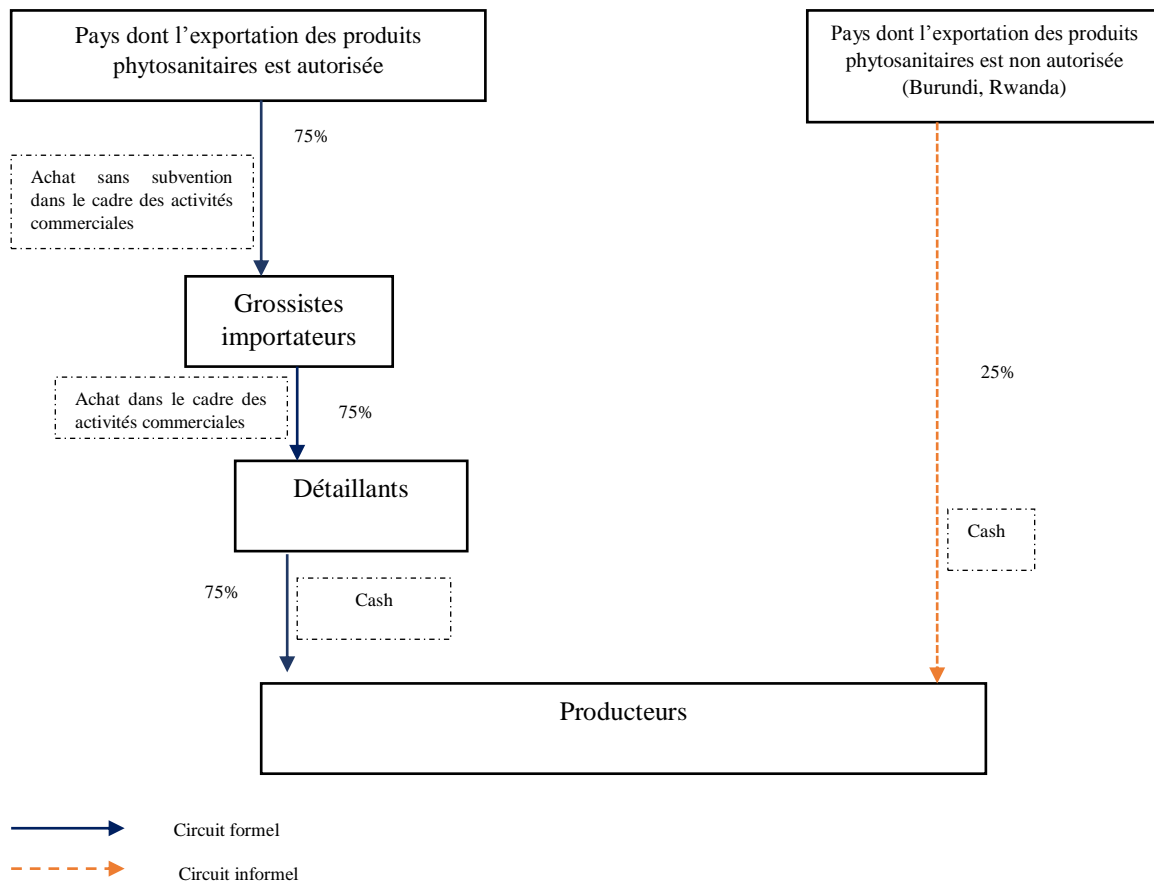 Pays dont l’exportation des produits
phytosanitaires est autorisée
Pays dont l’exportation des produits
phytosanitaires est non autorisée
(Burundi, Rwanda)
75%
Achat sans subvention
dans le cadre des activités
commerciales
Grossistes
importateurs
25%
Achat dans le cadre des
activités commerciales
75%
Détaillants
Cash
75%
Cash
Producteurs
Circuit formel
Circuit informel